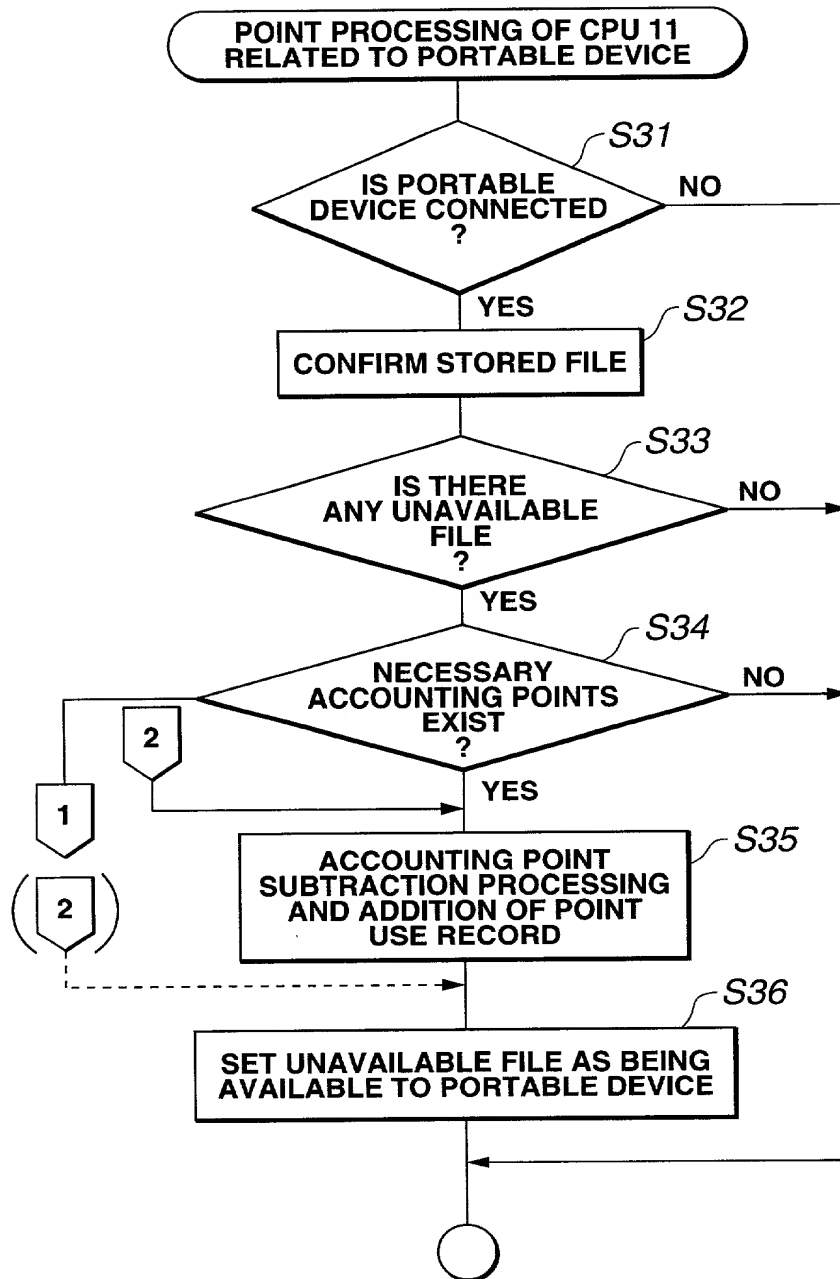 POINT PROCESSING OF CPU 11
RELATED TO PORTABLE DEVICE
S31
IS PORTABLE
DEVICE CONNECTED
?
NO
YES
S32
CONFIRM STORED FILE
S33
IS THERE
ANY UNAVAILABLE
FILE
?
NO
YES
S34
NECESSARY
ACCOUNTING POINTS
EXIST
?
NO
2
YES
1
S35
ACCOUNTING POINT
SUBTRACTION PROCESSING
AND ADDITION OF POINT
USE RECORD
( 2 )
S36
SET UNAVAILABLE FILE AS BEING
AVAILABLE TO PORTABLE DEVICE